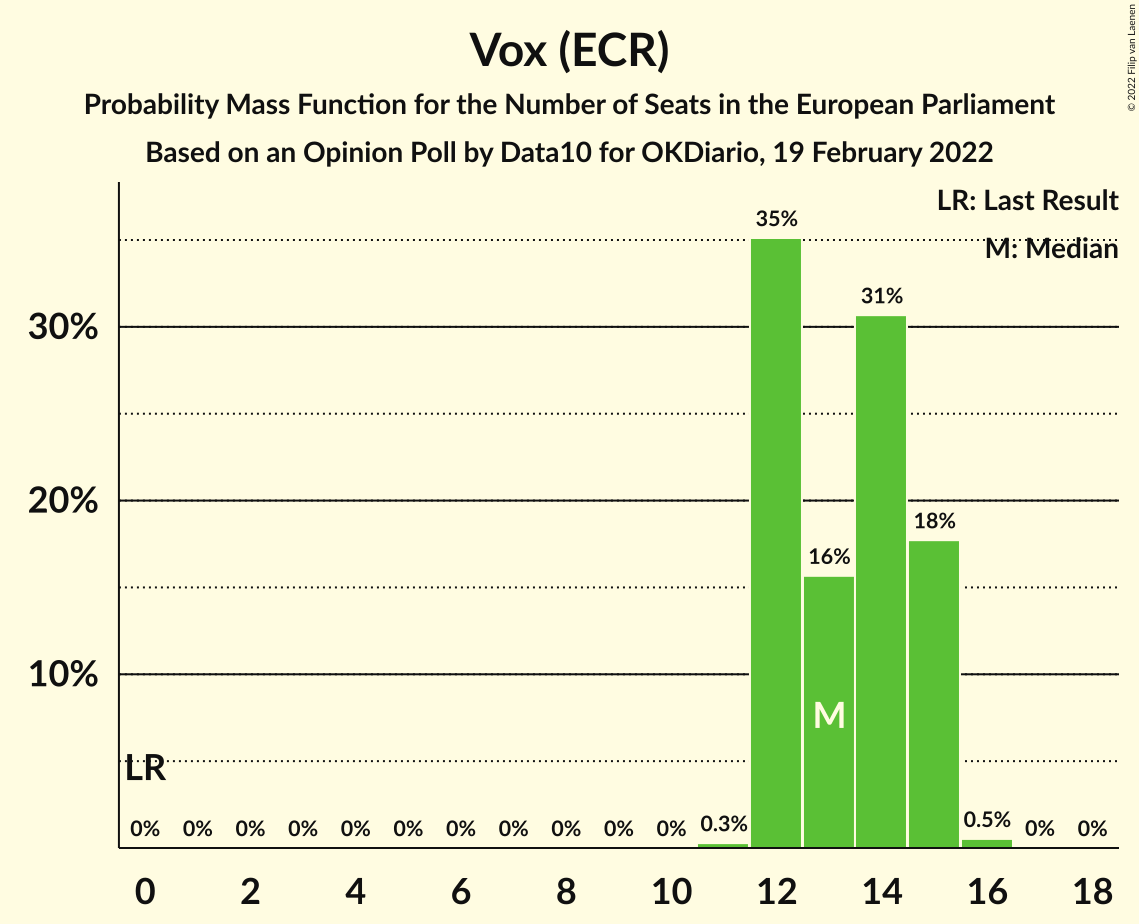 Vox (ECR)
Probability Mass Function for the Number of Seats in the European Parliament
Based on an Opinion Poll by Data10 for OKDiario, 19 February 2022
© 2022 Filip van Laenen
LR: Last Result
M: Median
35%
31%
30%
20%
18%
16%
10%
M
LR
0% 0% 0% 0% 0% 0% 0% 0% 0% 0% 0% 0.3% 0.5% 0% 0%
0 2 4 6 8 10 12 14 16 18